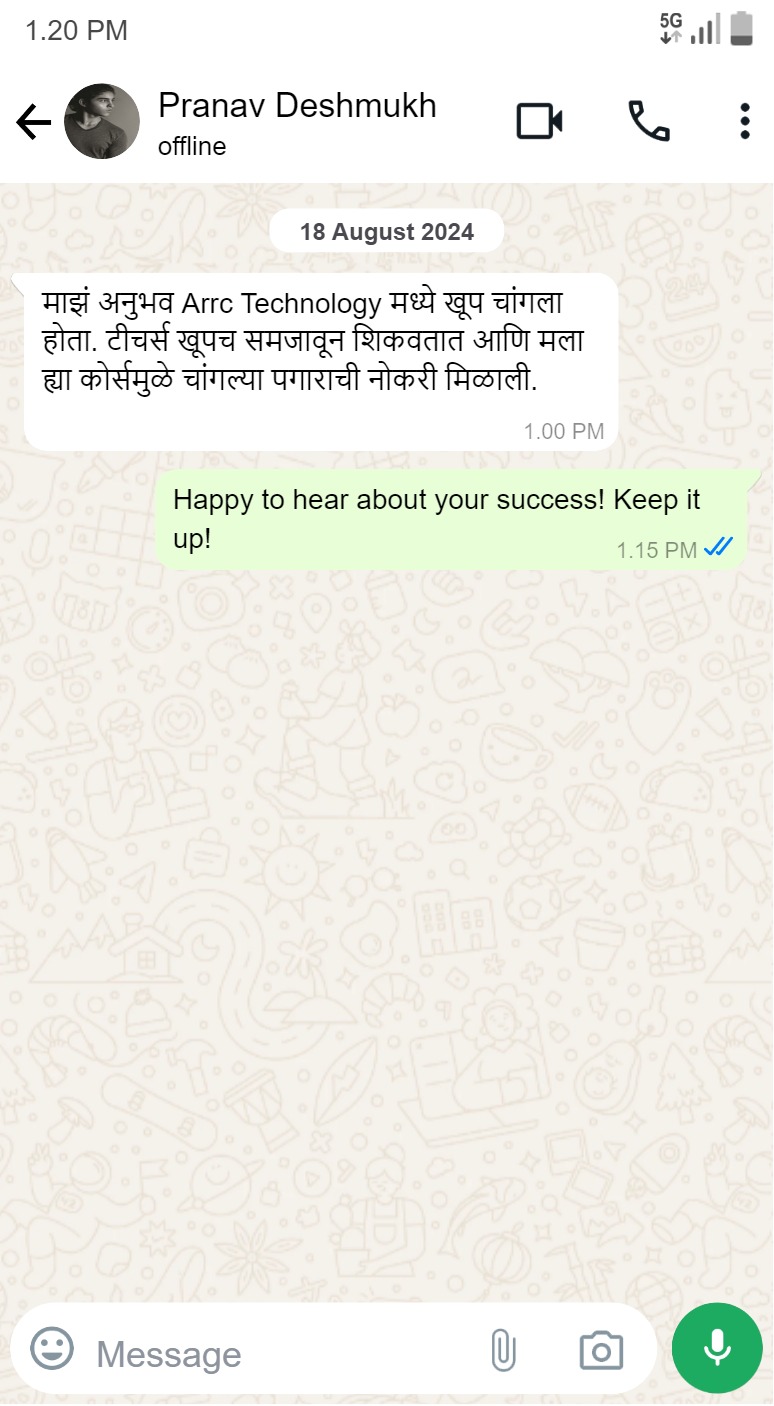 1.20 PM
5G
Pranav Deshmukh
offline
18 August 2024
माझं अनुभव Arrc Technology मध्ये खूप चांगला
होता. टीचर्स खूपच समजावून शिकवतात आणि मला
ह्या कोर्समुळे चांगल्या पगाराची नोकरी मिळाली.
1.00 PM
Happy to hear about your success! Keep it
up!
1.15 PM
Message